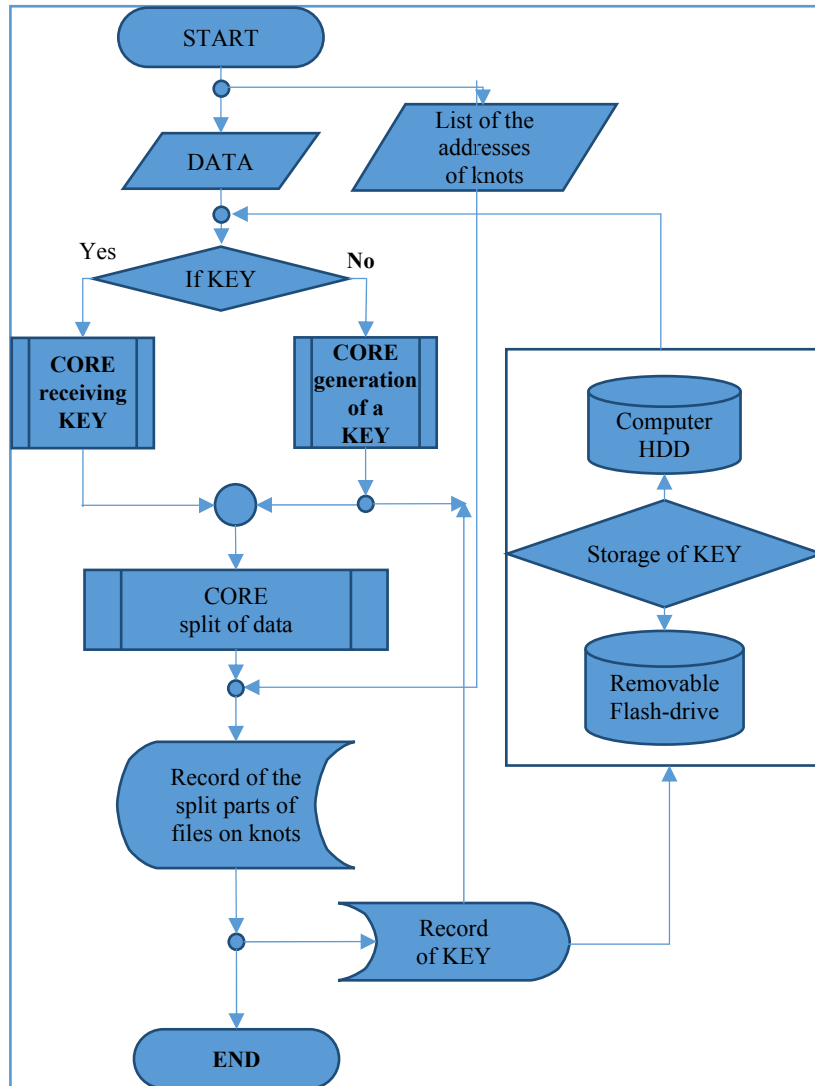 START
List of the
addresses
of knots
DATA
Yes
If KEY
No
CORE
receiving
KEY
CORE
generation
of a
KEY
Computer
HDD
Storage of KEY
Removable
Flash-drive
CORE
split of data
Record of the
split parts of
files on knots
Record
of KEY
END